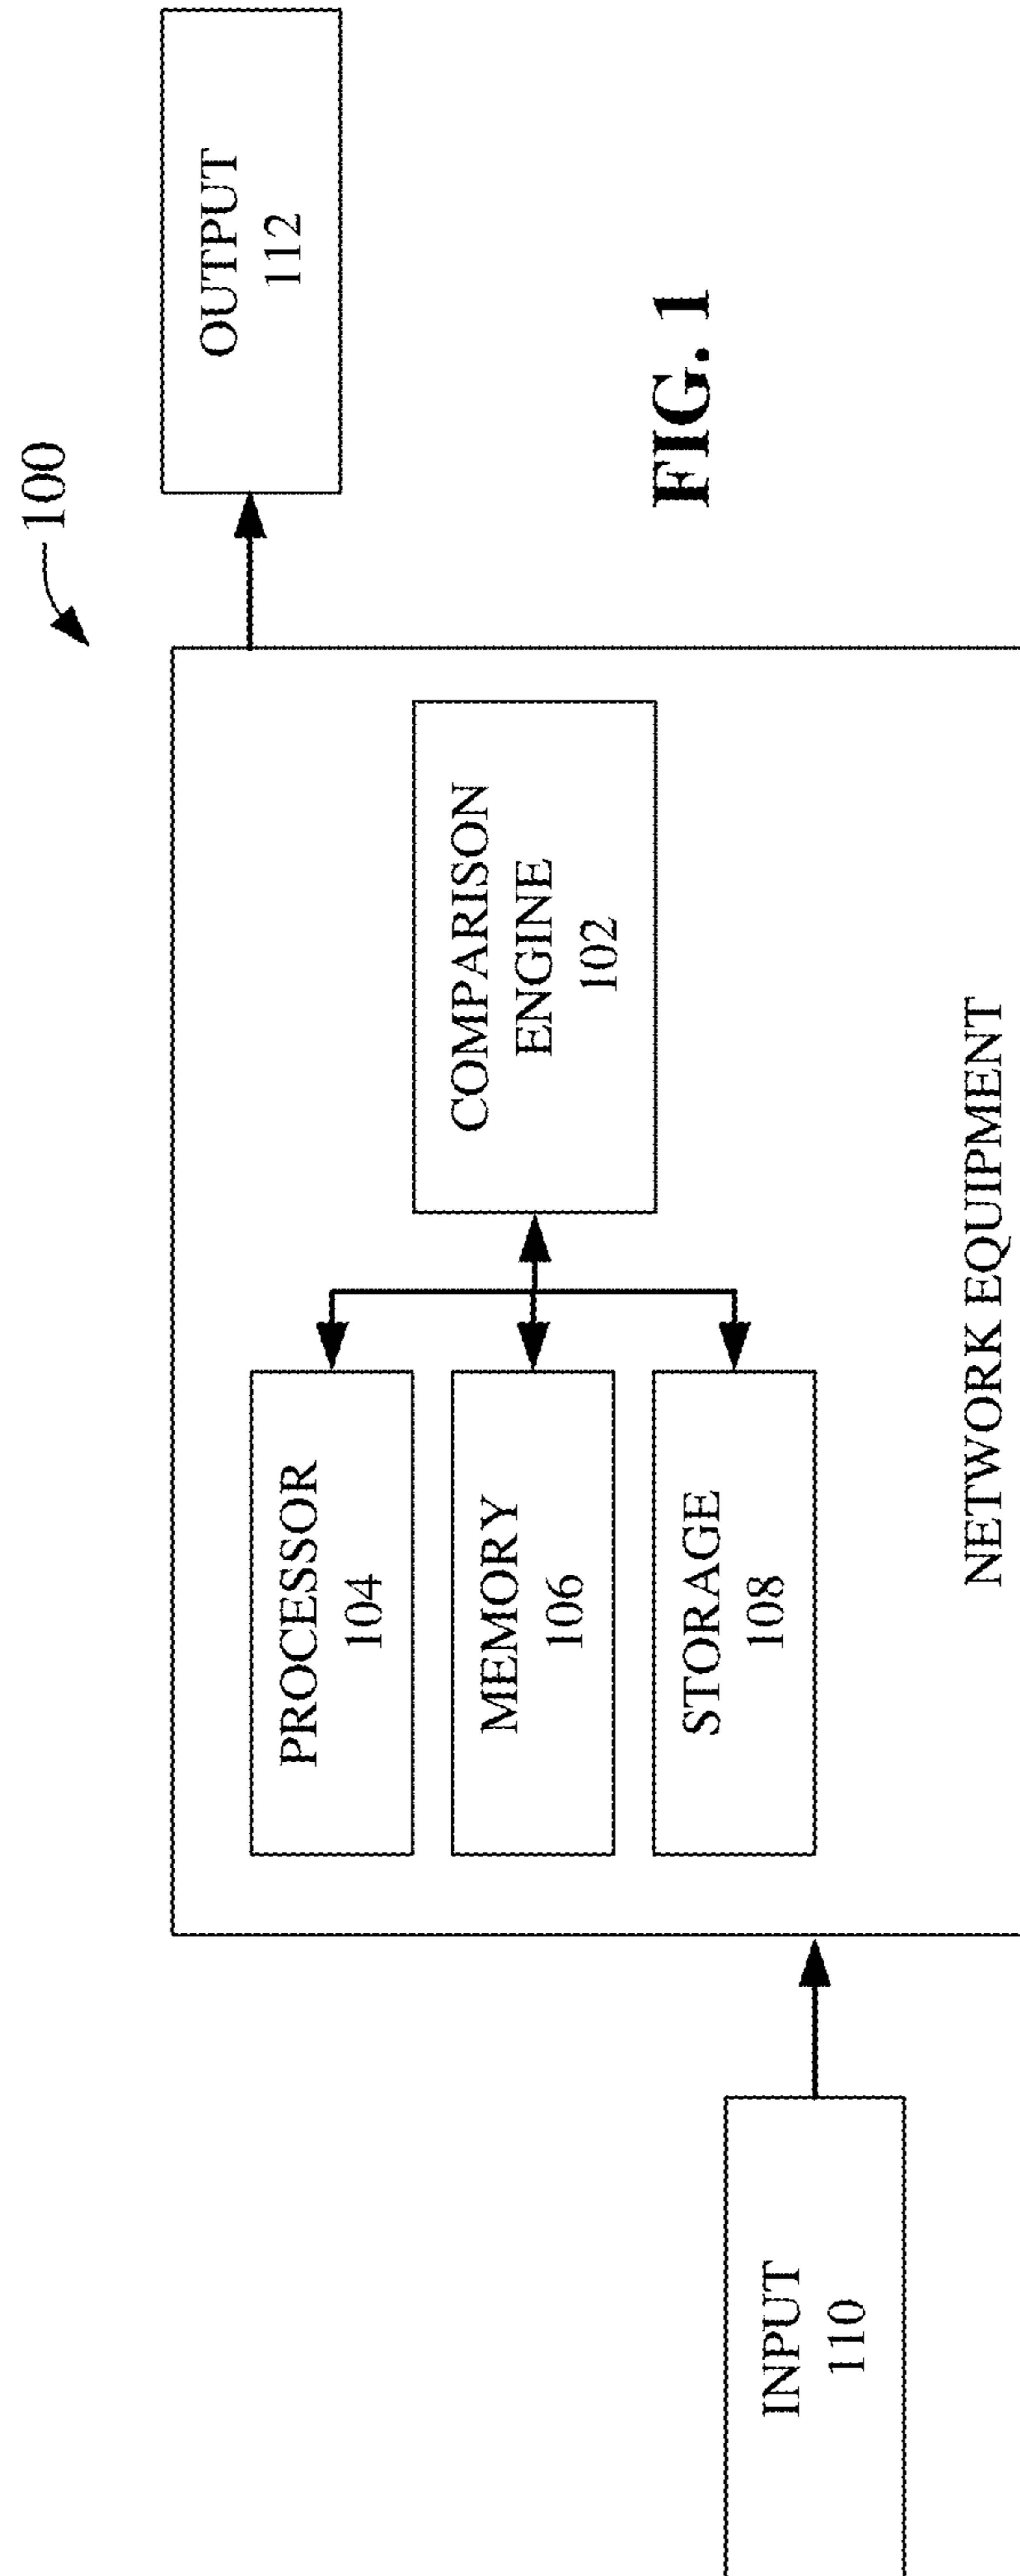 100
OUTPUT
112
PROCESSOR
104
MEMORY
106
STORAGE
108
COMPARISON
ENGINE
102
INPUT
110
NETWORK EQUIPMENT
FIG. 1